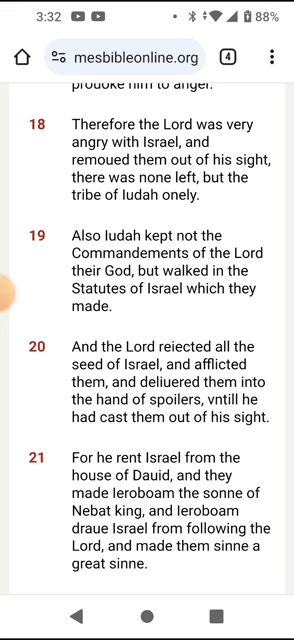 3:32 88%
mesbibleonline.org 4
prouoke him to anger.
18 Therefore the Lord was very
angry with Israel, and
remoued them out of his sight,
there was none left, but the
tribe of Iudah onely.
19 Also Iudah kept not the
Commandements of the Lord
their God, but walked in the
Statutes of Israel which they
made.
20 And the Lord reiected all the
seed of Israel, and afflicted
them, and deliuered them into
the hand of spoilers, vntill he
had cast them out of his sight.
21 For he rent Israel from the
house of Dauid, and they
made Ieroboam the sonne of
Nebat king, and Ieroboam
draue Israel from following the
Lord, and made them sinne a
great sinne.